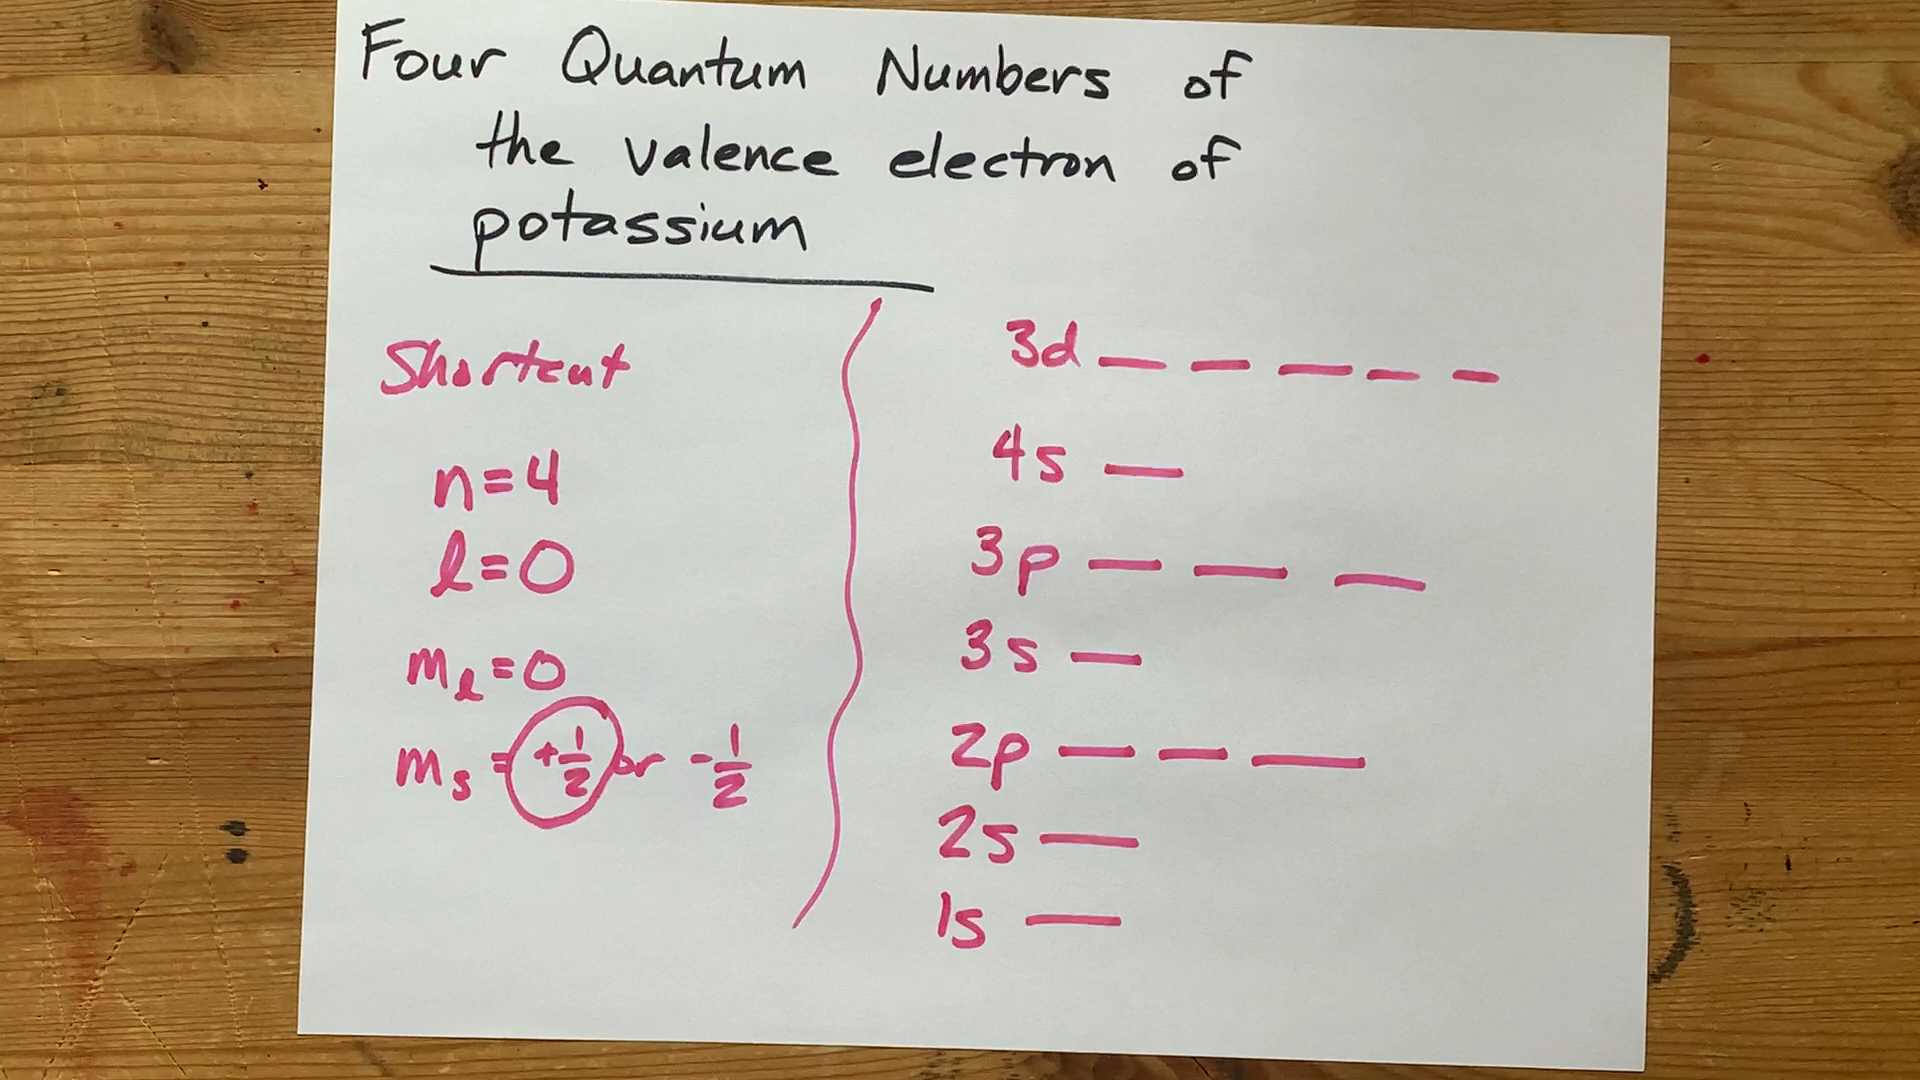 Four Quantum Numbers of
the valence electron of
potassium
Shortcut
n=4
l=0
mₗ=0
mₛ=+½ or -½
3d _ _ _ _ _
4s _
3p _ _ _
3s _
2p _ _ _
2s _
1s _